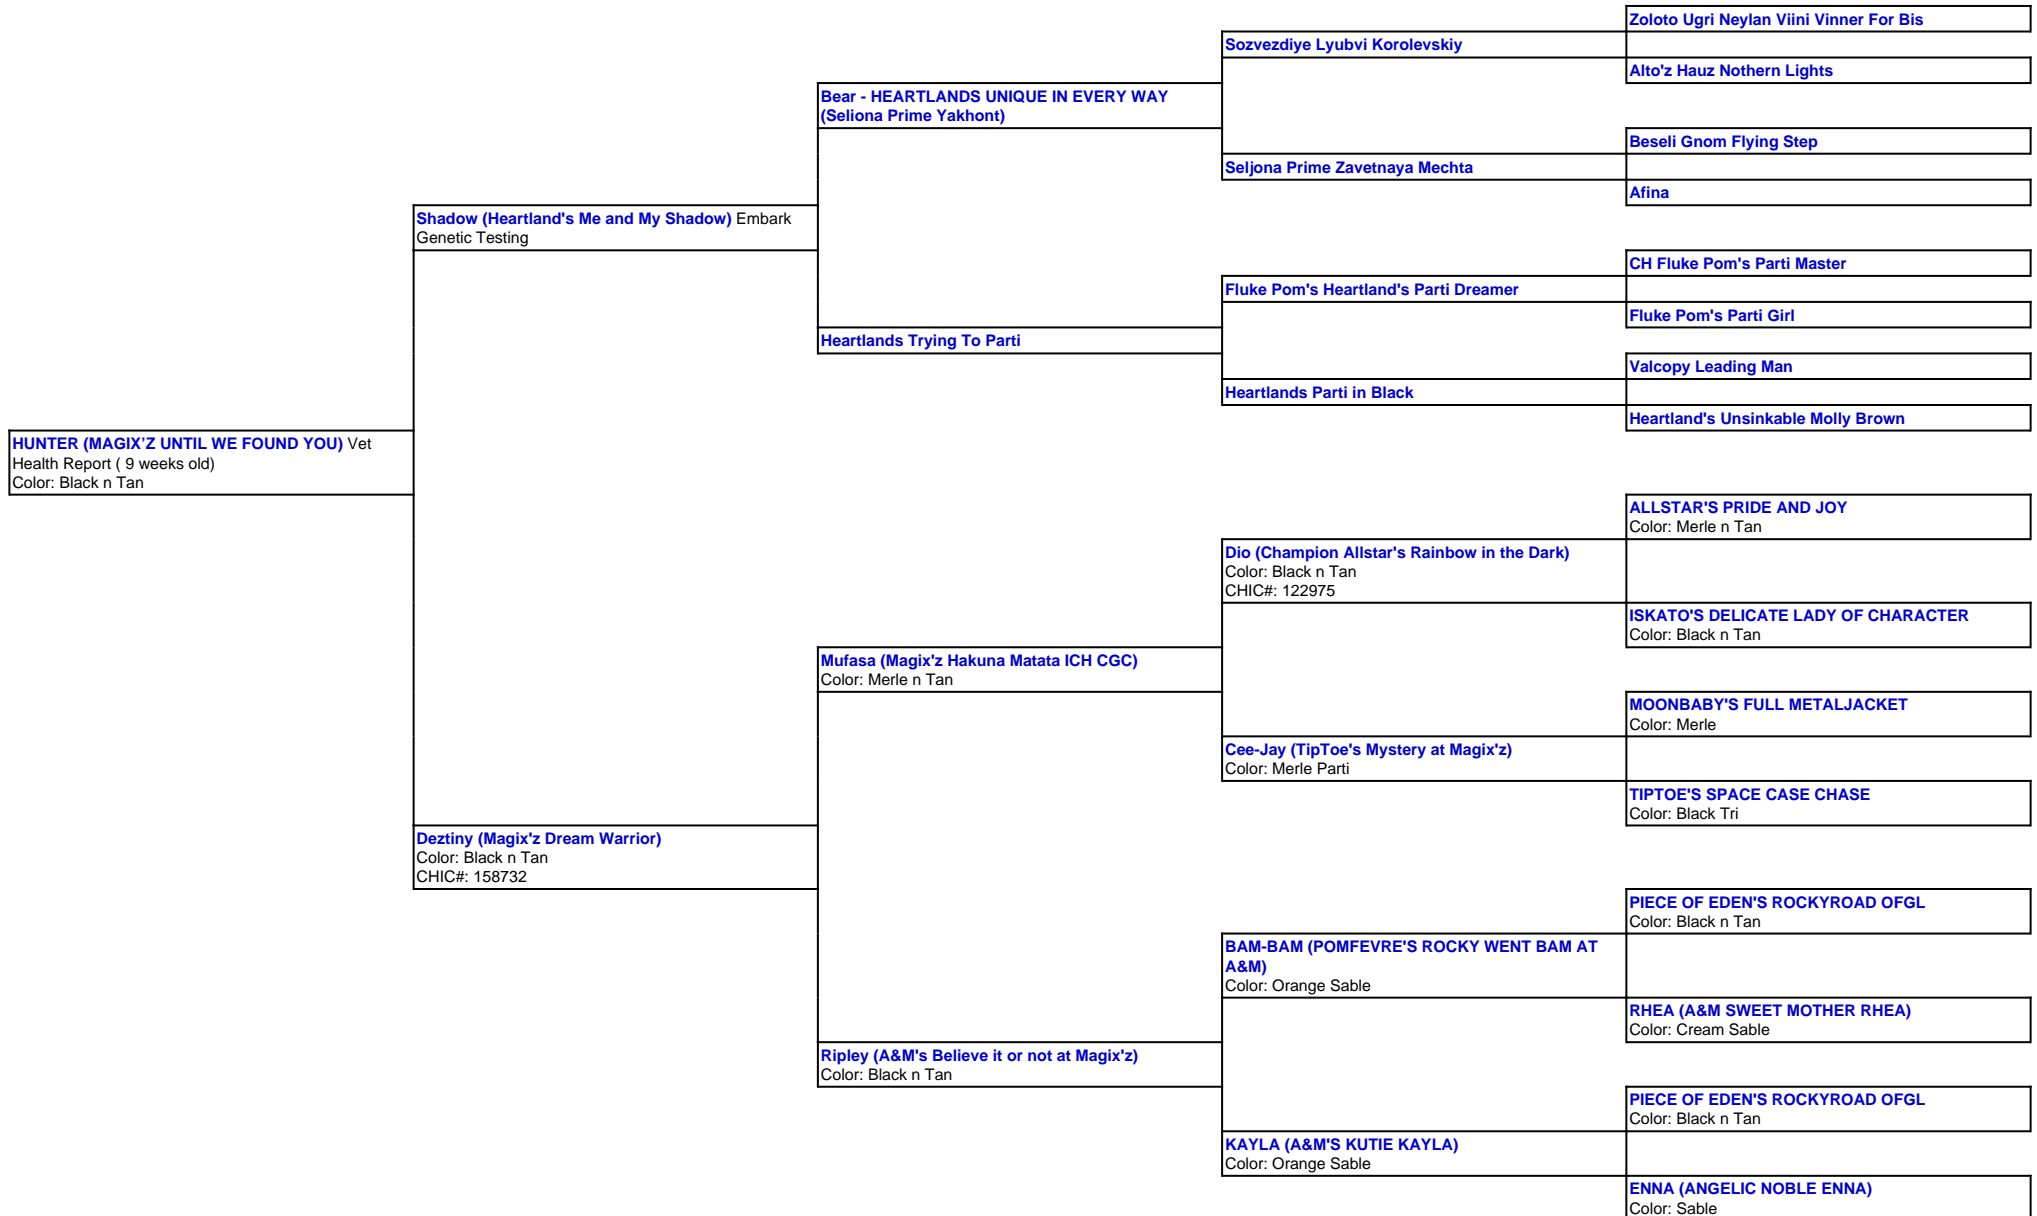 Zoloto Ugri Neylan Viini Vinner For Bis
Sozvezdiye Lyubvi Korolevskiy
Alto'z Hauz Nothern Lights
Bear - HEARTLANDS UNIQUE IN EVERY WAY
(Seliona Prime Yakhont)
Beseli Gnom Flying Step
Seljona Prime Zavetnaya Mechta
Afina
Shadow (Heartland's Me and My Shadow) Embark
Genetic Testing
CH Fluke Pom's Parti Master
Fluke Pom's Heartland's Parti Dreamer
Fluke Pom's Parti Girl
Heartlands Trying To Parti
Valcopy Leading Man
Heartlands Parti in Black
Heartland's Unsinkable Molly Brown
HUNTER (MAGIX’Z UNTIL WE FOUND YOU) Vet
Health Report ( 9 weeks old)
Color: Black n Tan
ALLSTAR'S PRIDE AND JOY
Color: Merle n Tan
Dio (Champion Allstar's Rainbow in the Dark)
Color: Black n Tan
CHIC#: 122975
ISKATO'S DELICATE LADY OF CHARACTER
Color: Black n Tan
Mufasa (Magix'z Hakuna Matata ICH CGC)
Color: Merle n Tan
MOONBABY'S FULL METALJACKET
Color: Merle
Cee-Jay (TipToe's Mystery at Magix'z)
Color: Merle Parti
TIPTOE'S SPACE CASE CHASE
Color: Black Tri
Deztiny (Magix'z Dream Warrior)
Color: Black n Tan
CHIC#: 158732
PIECE OF EDEN'S ROCKYROAD OFGL
Color: Black n Tan
BAM-BAM (POMFEVRE'S ROCKY WENT BAM AT
A&M)
Color: Orange Sable
RHEA (A&M SWEET MOTHER RHEA)
Color: Cream Sable
Ripley (A&M's Believe it or not at Magix'z)
Color: Black n Tan
PIECE OF EDEN'S ROCKYROAD OFGL
Color: Black n Tan
KAYLA (A&M'S KUTIE KAYLA)
Color: Orange Sable
ENNA (ANGELIC NOBLE ENNA)
Color: Sable